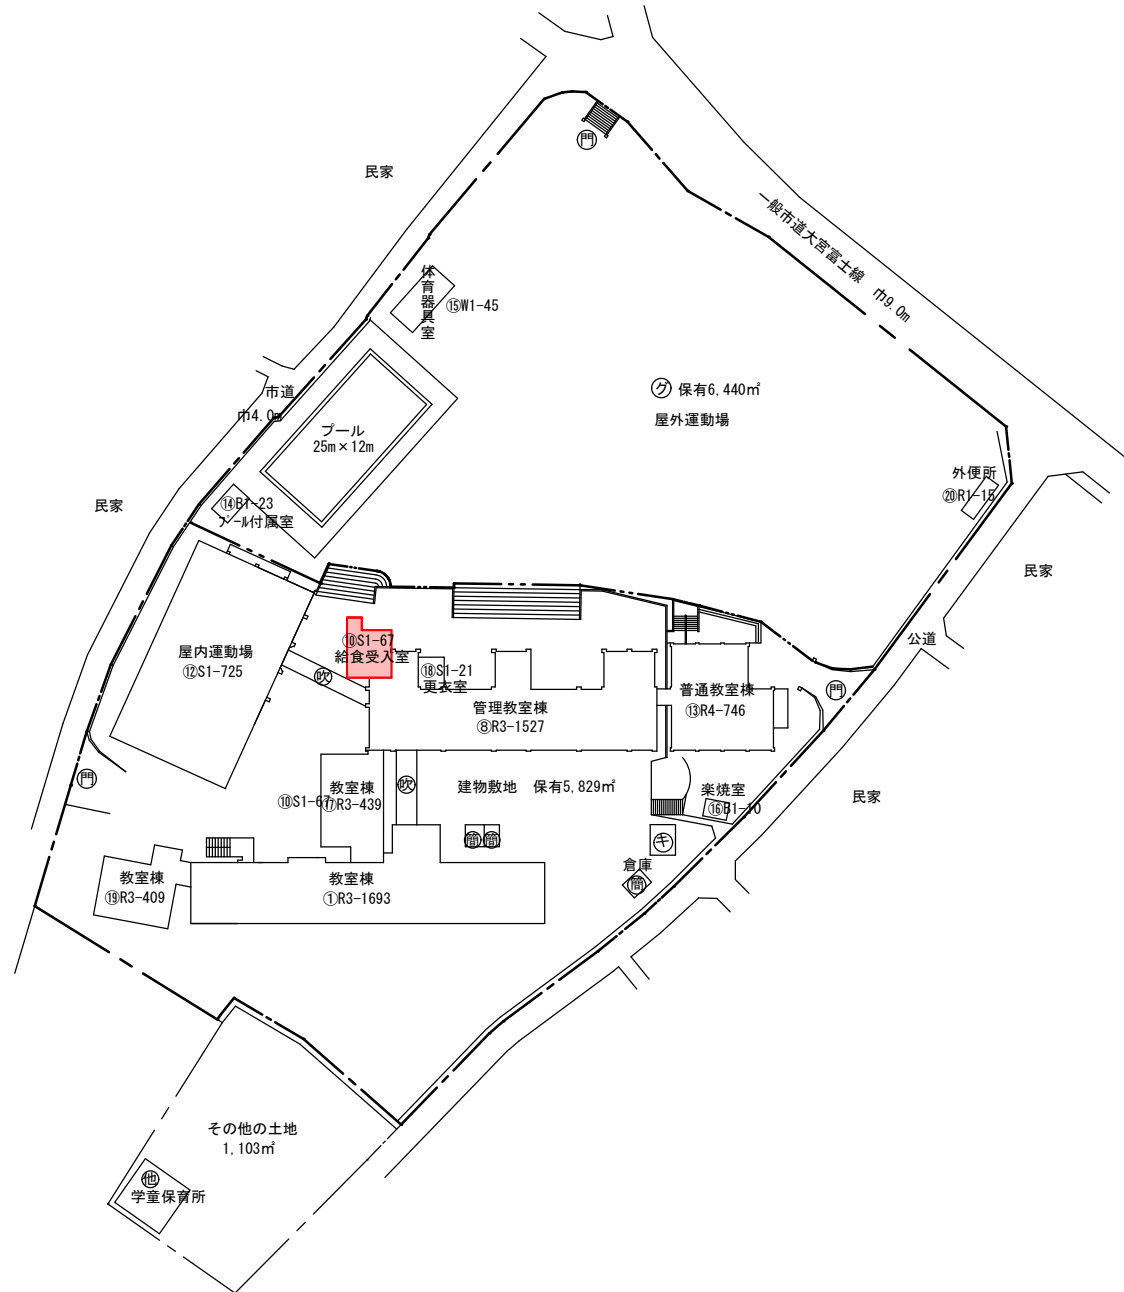 門
民家
一般市道大宮富士線 巾9.0m
体育器具室
⑮W1-45
市道
巾4.0m
グ 保有6,440㎡
屋外運動場
プール
25m×12m
外便所
⑳R1-15
⑭B1-23
プール付属室
民家
民家
公道
⑩S1-67
給食受入室
屋内運動場
⑫S1-725
吹
⑱S1-21
更衣室
普通教室棟
⑬R4-746
門
管理教室棟
⑧R3-1527
門
教室棟
⑩S1-67
⑰R3-439
吹
建物敷地 保有5,829㎡
楽焼室
⑯B1-10
民家
簡 簡
キ
倉庫
簡
教室棟
⑲R3-409
教室棟
①R3-1693
その他の土地
1,103㎡
他
学童保育所